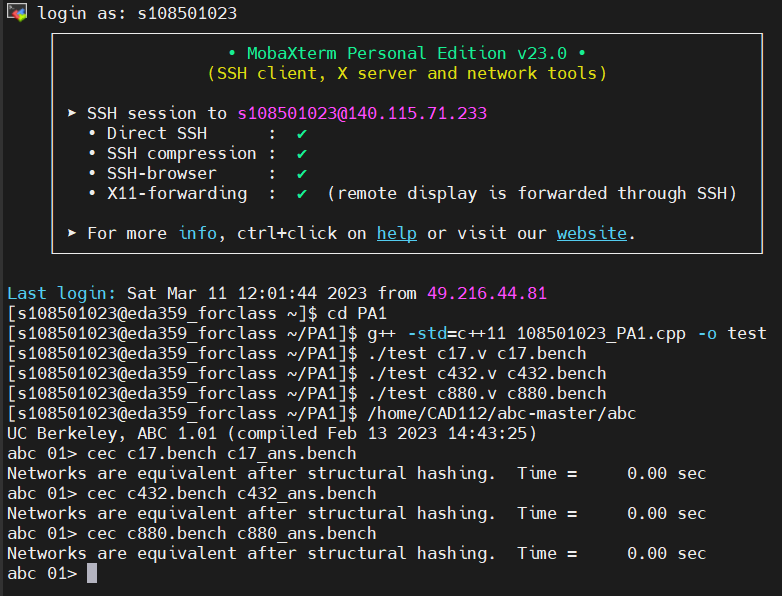 login as: s108501023
• MobaXterm Personal Edition v23.0 •
(SSH client, X server and network tools)
➤ SSH session to s108501023@140.115.71.233
• Direct SSH      :  ✔
• SSH compression :  ✔
• SSH-browser     :  ✔
• X11-forwarding  :  ✔  (remote display is forwarded through SSH)
➤ For more info, ctrl+click on help or visit our website.
Last login: Sat Mar 11 12:01:44 2023 from 49.216.44.81
[s108501023@eda359_forclass ~]$ cd PA1
[s108501023@eda359_forclass ~/PA1]$ g++ -std=c++11 108501023_PA1.cpp -o test
[s108501023@eda359_forclass ~/PA1]$ ./test c17.v c17.bench
[s108501023@eda359_forclass ~/PA1]$ ./test c432.v c432.bench
[s108501023@eda359_forclass ~/PA1]$ ./test c880.v c880.bench
[s108501023@eda359_forclass ~/PA1]$ /home/CAD112/abc-master/abc
UC Berkeley, ABC 1.01 (compiled Feb 13 2023 14:43:25)
abc 01> cec c17.bench c17_ans.bench
Networks are equivalent after structural hashing.  Time =     0.00 sec
abc 01> cec c432.bench c432_ans.bench
Networks are equivalent after structural hashing.  Time =     0.00 sec
abc 01> cec c880.bench c880_ans.bench
Networks are equivalent after structural hashing.  Time =     0.00 sec
abc 01>